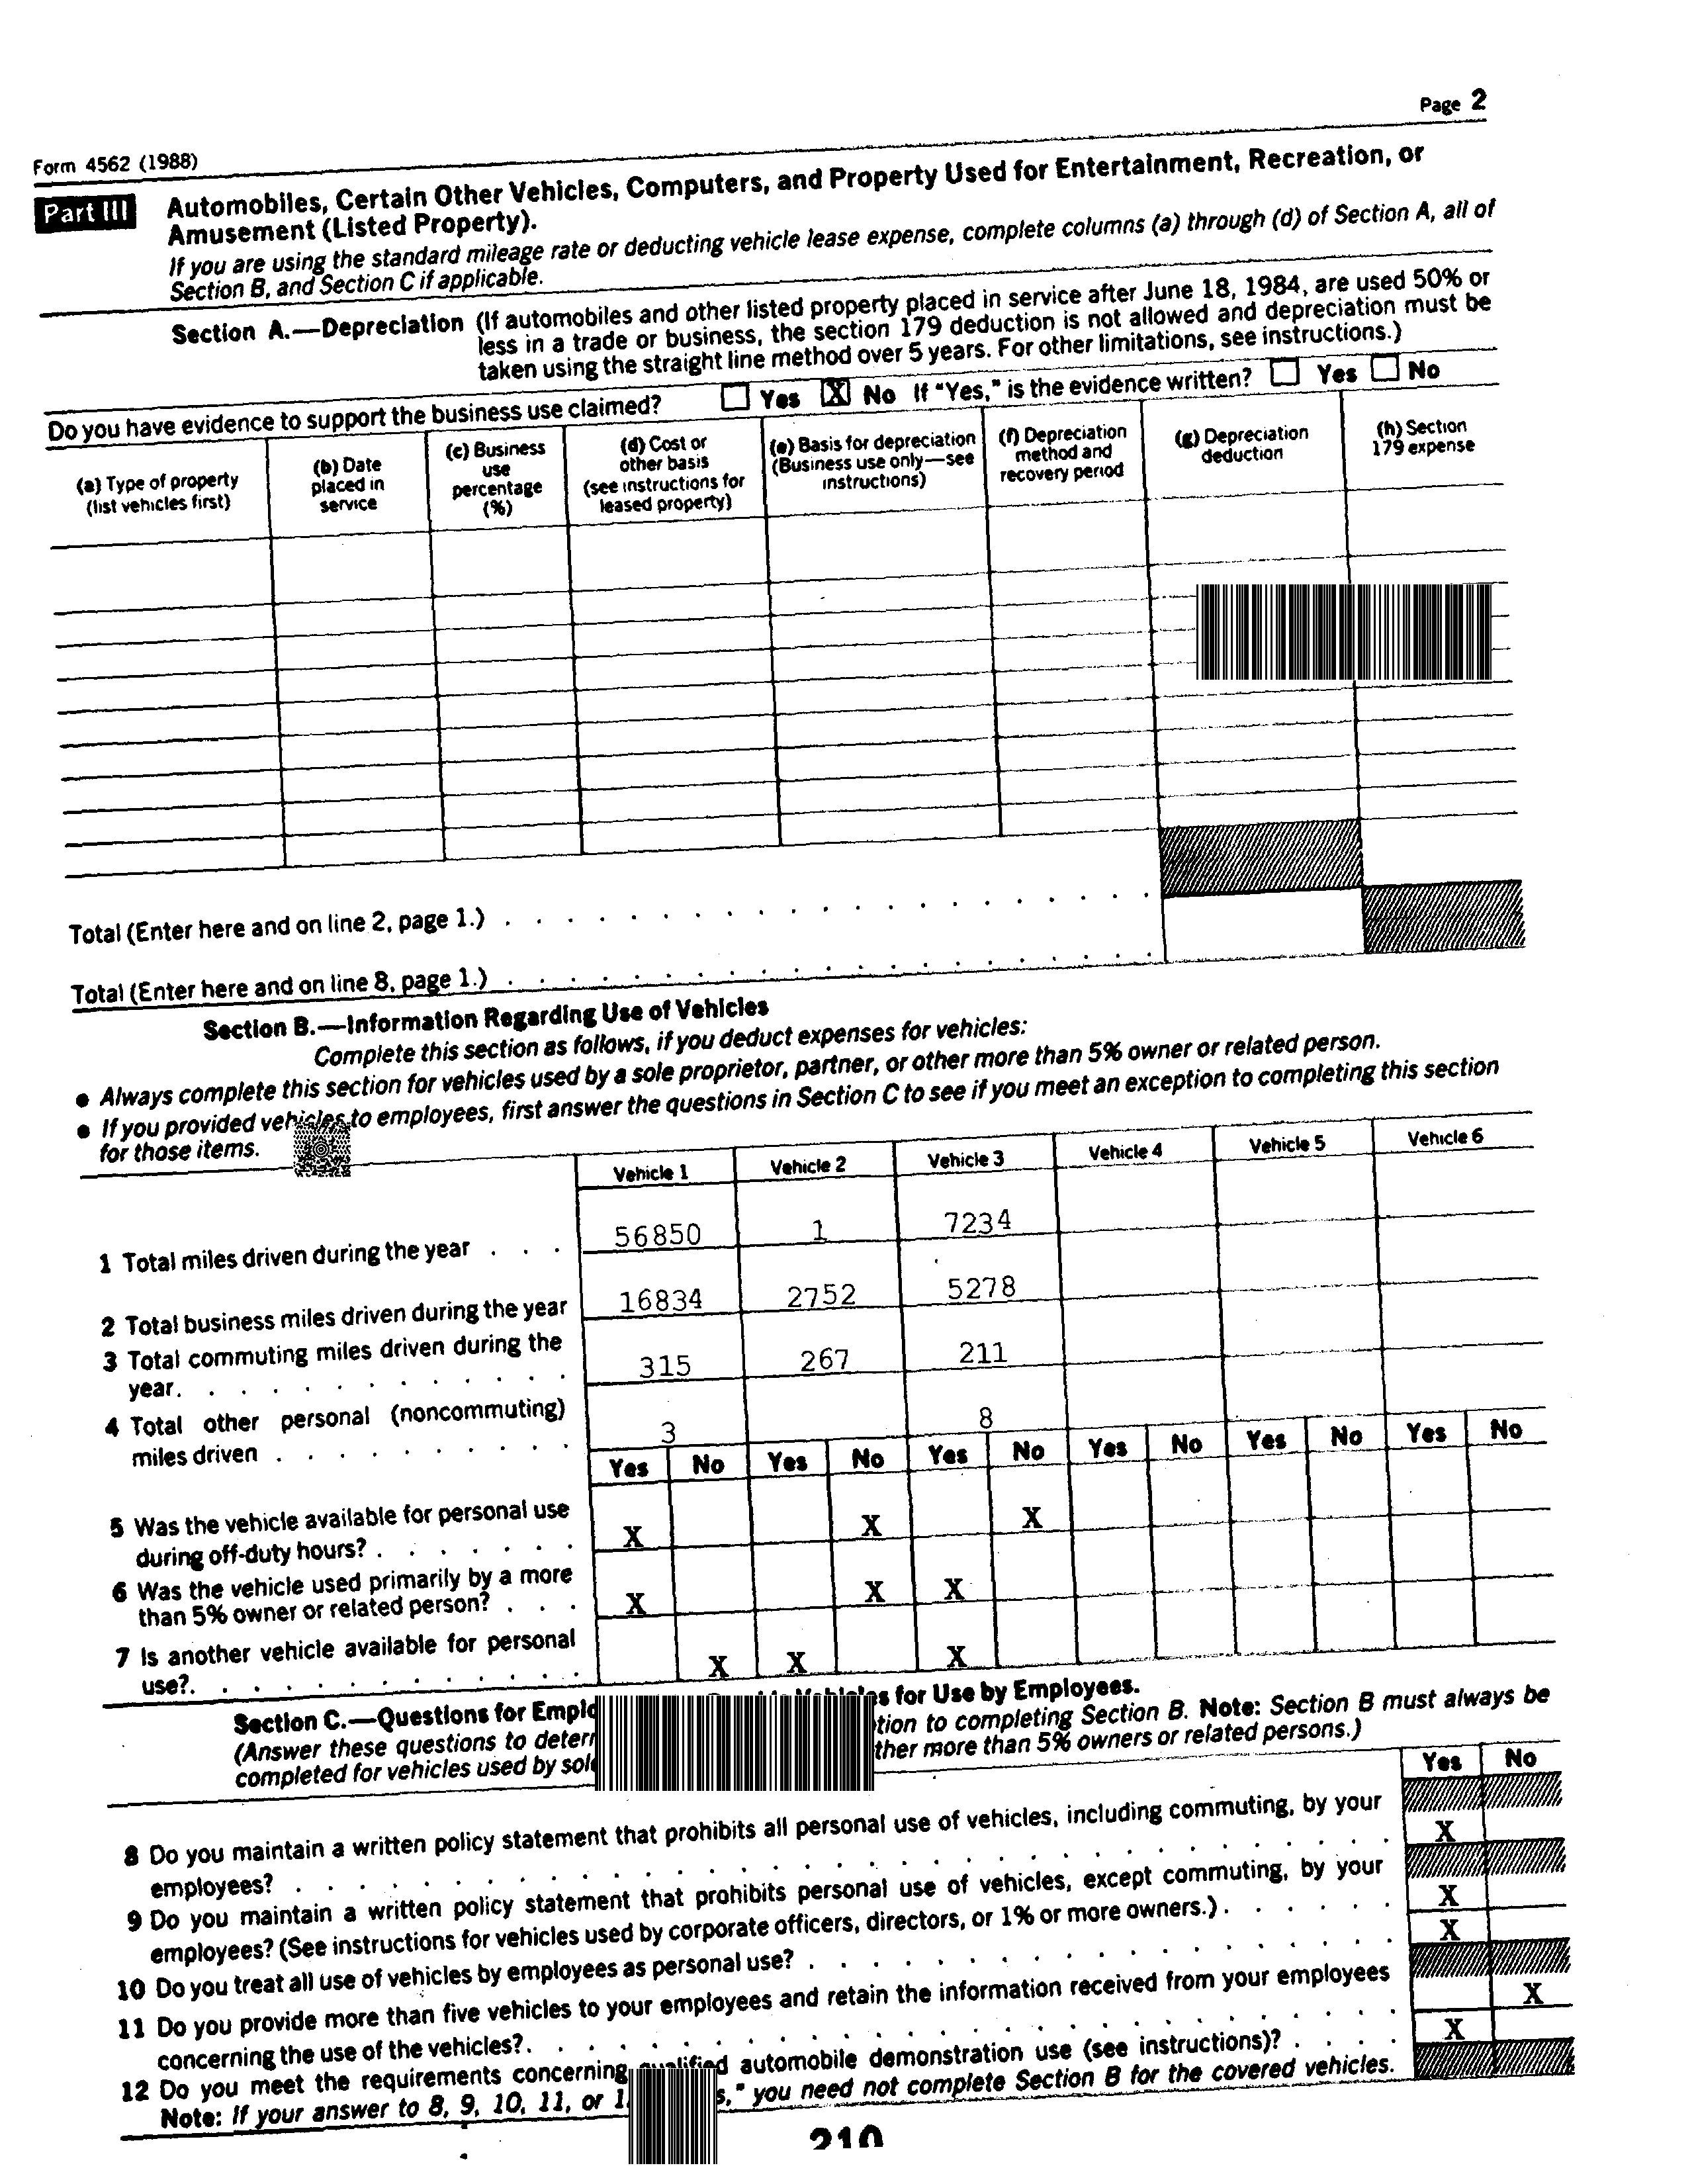 Page 2
Form 4562 (1988)
Part III Automobiles, Certain Other Vehicles, Computers, and Property Used for Entertainment, Recreation, or
Amusement (Listed Property).
If you are using the standard mileage rate or deducting vehicle lease expense, complete columns (a) through (d) of Section A, all of
Section B, and Section C if applicable.
Section A.—Depreciation (If automobiles and other listed property placed in service after June 18, 1984, are used 50% or
less in a trade or business, the section 179 deduction is not allowed and depreciation must be
taken using the straight line method over 5 years. For other limitations, see instructions.)
Do you have evidence to support the business use claimed? Yes X No If "Yes," is the evidence written? Yes No
(a) Type of property
(list vehicles first)
(b) Date
placed in
service
(c) Business
use
percentage
(%)
(d) Cost or
other basis
(see instructions for
leased property)
(e) Basis for depreciation
(Business use only—see
instructions)
(f) Depreciation
method and
recovery period
(g) Depreciation
deduction
(h) Section
179 expense
Total (Enter here and on line 2, page 1.) . . . . . . . . . . . . . . . . . . . . .
Total (Enter here and on line 8, page 1.) . . . . . . . . . . . . . . . . . . . . .
Section B.—Information Regarding Use of Vehicles
Complete this section as follows, if you deduct expenses for vehicles:
● Always complete this section for vehicles used by a sole proprietor, partner, or other more than 5% owner or related person.
● If you provided vehicles to employees, first answer the questions in Section C to see if you meet an exception to completing this section
for those items.
Vehicle 1 Vehicle 2 Vehicle 3 Vehicle 4 Vehicle 5 Vehicle 6
1 Total miles driven during the year . . . 56850 1 7234
2 Total business miles driven during the year 16834 2752 5278
3 Total commuting miles driven during the
year. . . . . . . . . . . . . 315 267 211
4 Total other personal (noncommuting)
miles driven . . . . . . . . . . 3 8
Yes No Yes No Yes No Yes No Yes No Yes No
5 Was the vehicle available for personal use
during off-duty hours? . . . . . . . X X X
6 Was the vehicle used primarily by a more
than 5% owner or related person? . . . X X X
7 Is another vehicle available for personal
use?. . . . . . . . . . . . . X X X
Section C.—Questions for for Use by Employees.
(Answer these questions to to completing Section B. Note: Section B must always be
completed for vehicles used by more than 5% owners or related persons.)
Yes No
8 Do you maintain a written policy statement that prohibits all personal use of vehicles, including commuting, by your
employees? . . . . . . . . . . . . . . . . . . . . . . . . . . . . . . . . . . X
9 Do you maintain a written policy statement that prohibits personal use of vehicles, except commuting, by your
employees? (See instructions for vehicles used by corporate officers, directors, or 1% or more owners.) . . . . . . X
10 Do you treat all use of vehicles by employees as personal use? . . . . . . . . . . . . . . . . . . . X
11 Do you provide more than five vehicles to your employees and retain the information received from your employees
concerning the use of the vehicles?. . . . . . . . . . . . . . . . . . . . . . . . . . . X
12 Do you meet the requirements concerning qualified automobile demonstration use (see instructions)? . . . . X
Note: If your answer to 8, 9, 10, 11, or you need not complete Section B for the covered vehicles.
210